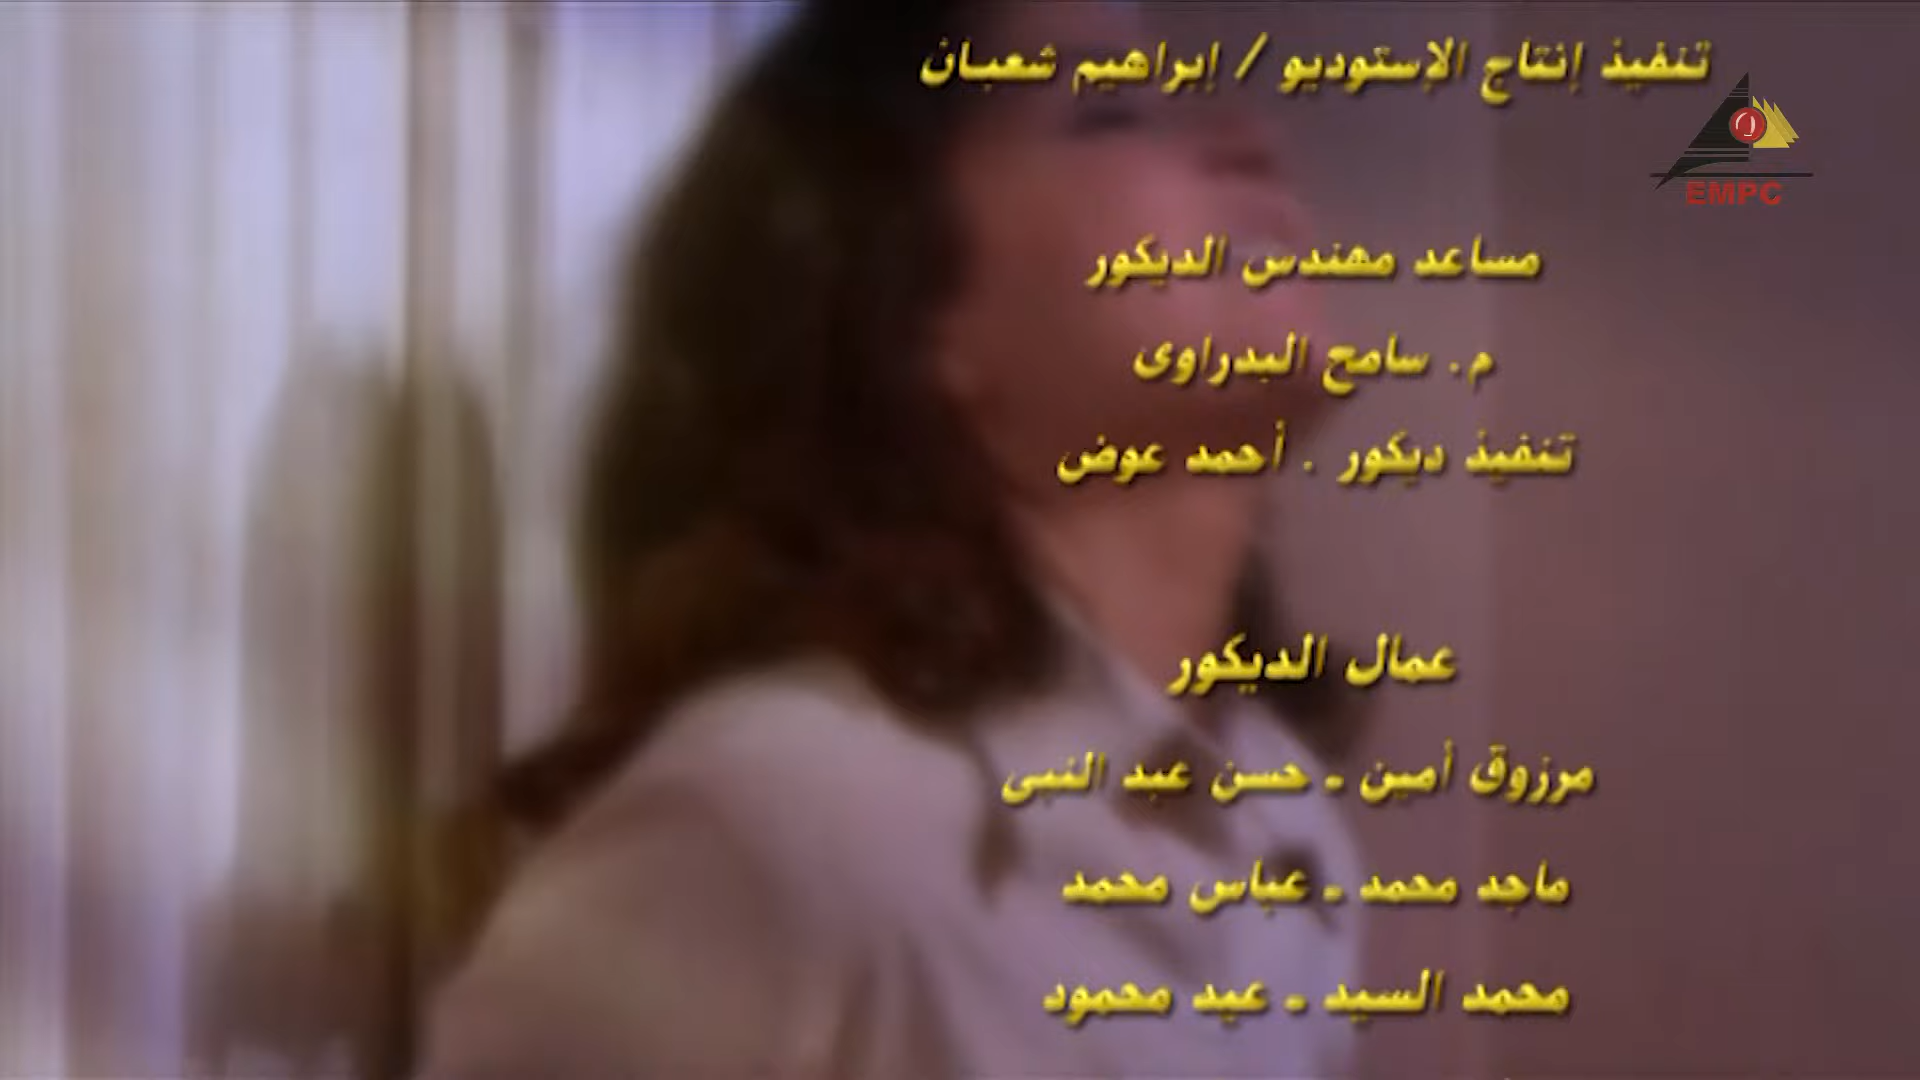 تنفيذ إنتاج الإستوديو / إبراهيم شعبان
EMPC
مساعد مهندس الديكور
م. سامح البدراوى
تنفيذ ديكور . أحمد عوض
عمال الديكور
مرزوق أمين - حسن عبد النبى
ماجد محمد - عباس محمد
محمد السيد - عيد محمود